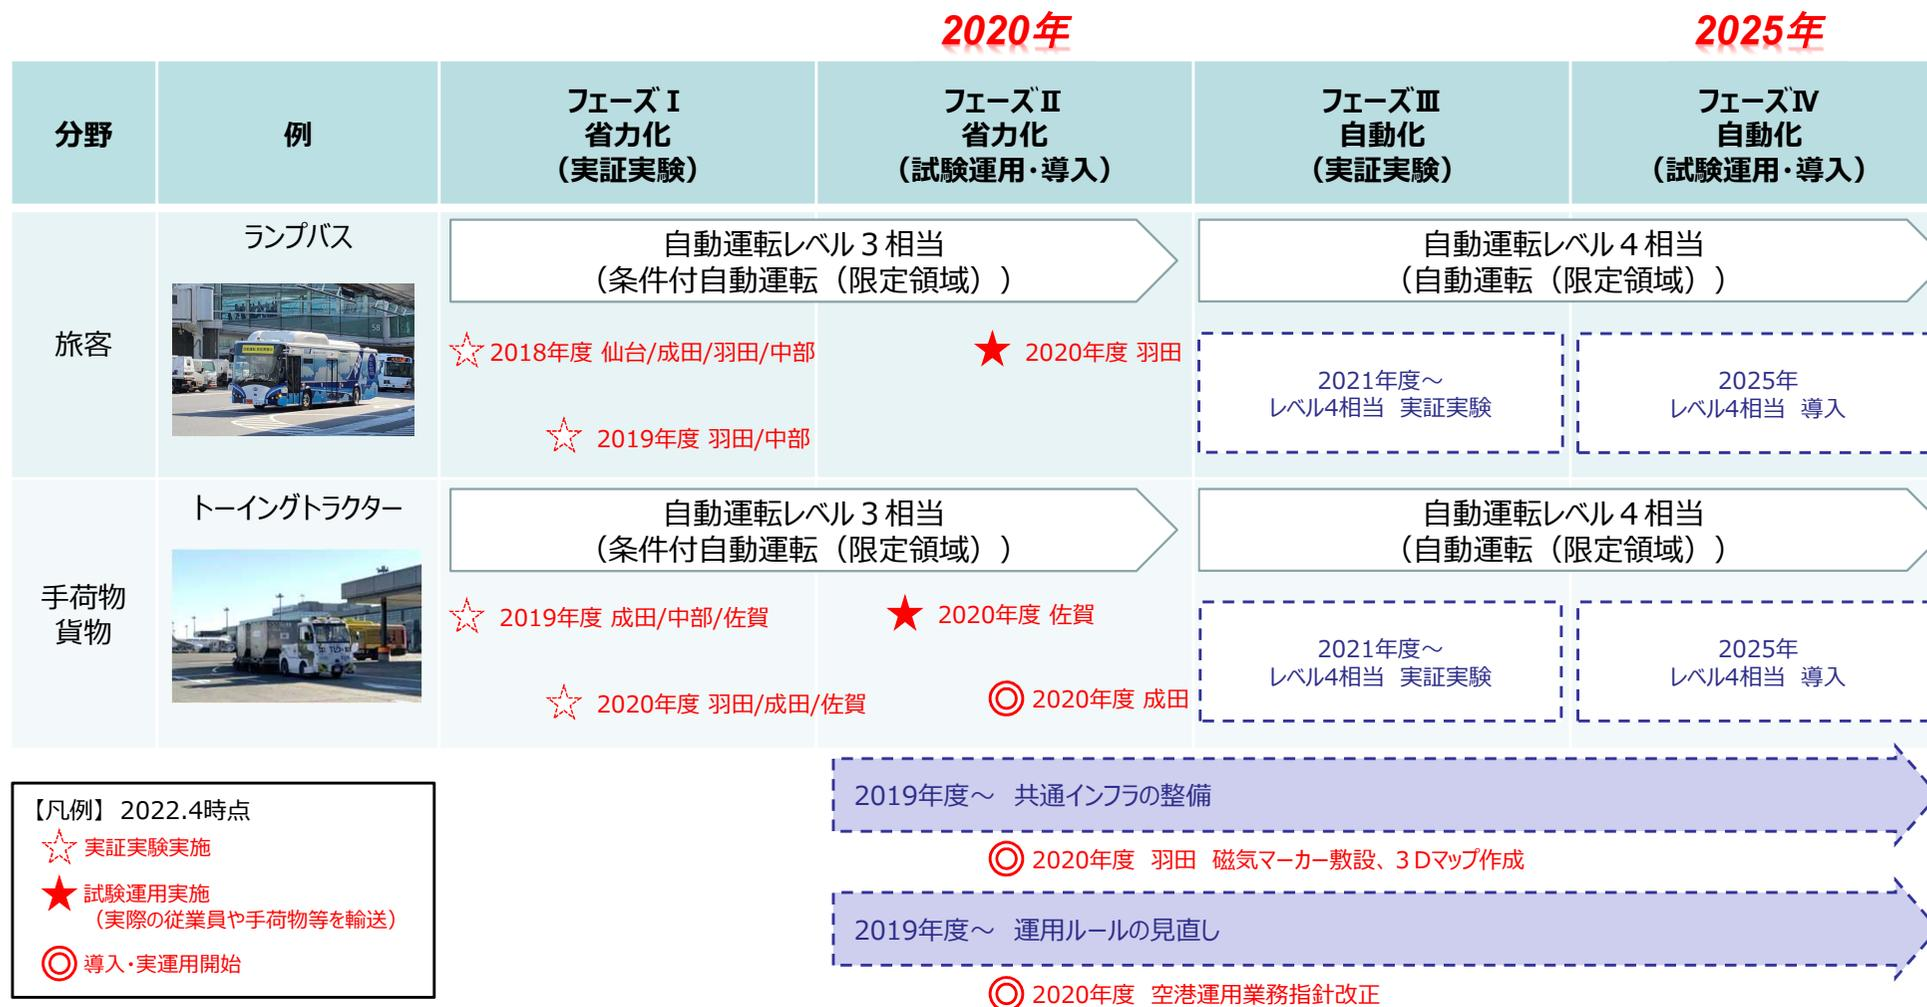 2020年
2025年
分野
例
フェーズⅠ
省力化
（実証実験）
フェーズⅡ
省力化
（試験運用・導入）
フェーズⅢ
自動化
（実証実験）
フェーズⅣ
自動化
（試験運用・導入）
旅客
ランプバス
自動運転レベル３相当
（条件付自動運転（限定領域））
自動運転レベル４相当
（自動運転（限定領域））
2018年度 仙台/成田/羽田/中部
2019年度 羽田/中部
2020年度 羽田
2021年度～
レベル4相当　実証実験
2025年
レベル4相当　導入
手荷物
貨物
トーイングトラクター
自動運転レベル３相当
（条件付自動運転（限定領域））
自動運転レベル４相当
（自動運転（限定領域））
2019年度 成田/中部/佐賀
2020年度 羽田/成田/佐賀
2020年度 佐賀
2020年度 成田
2021年度～
レベル4相当　実証実験
2025年
レベル4相当　導入
2019年度～　共通インフラの整備
2020年度　羽田　磁気マーカー敷設、３Dマップ作成
2019年度～　運用ルールの見直し
2020年度　空港運用業務指針改正
【凡例】 2022.4時点
実証実験実施
試験運用実施
（実際の従業員や手荷物等を輸送）
導入・実運用開始